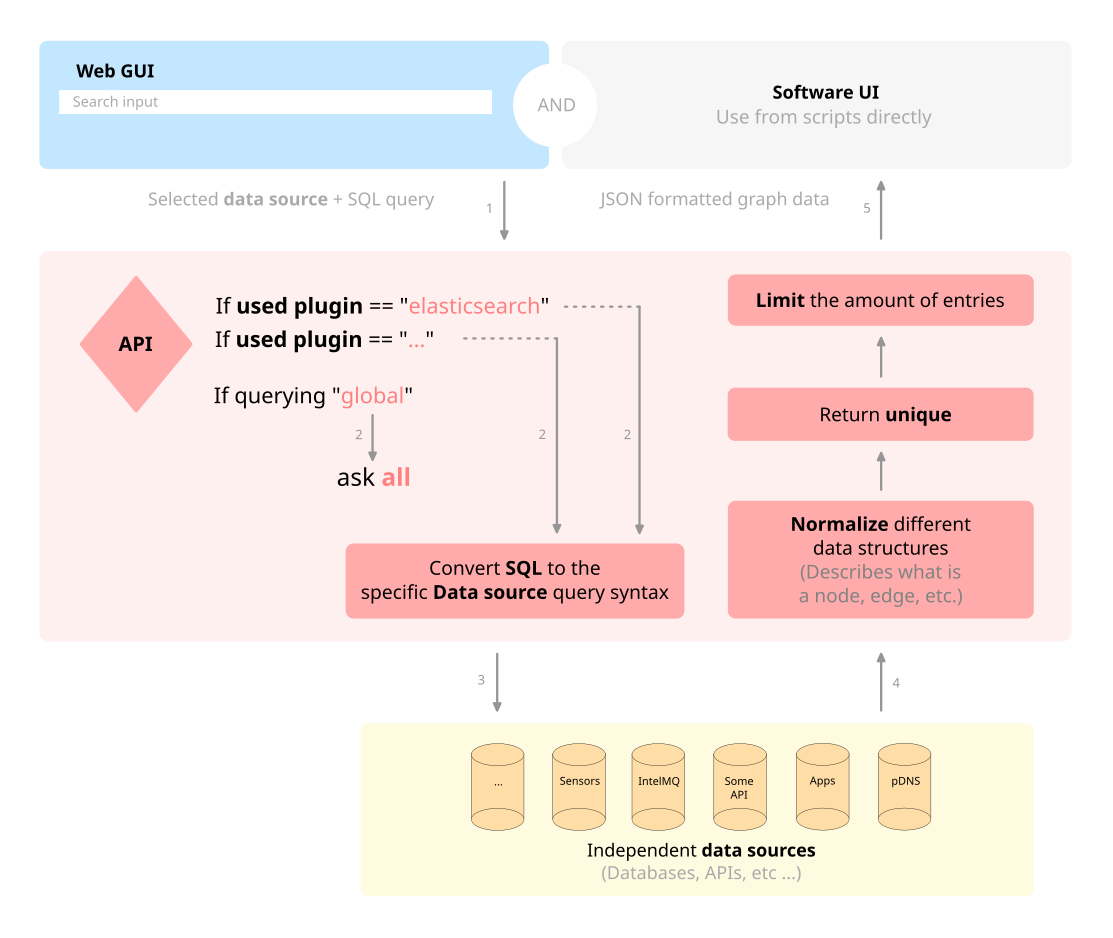 Web GUI
Search input
AND
Software UI
Use from scripts directly
Selected data source + SQL query
1
JSON formatted graph data
5
API
If used plugin == "elasticsearch"
If used plugin == "..."
If querying "global"
2
2
2
ask all
Convert SQL to the
specific Data source query syntax
Limit the amount of entries
Return unique
Normalize different
data structures
(Describes what is
a node, edge, etc.)
3
4
...
Sensors
IntelMQ
Some
API
Apps
pDNS
Independent data sources
(Databases, APIs, etc ...)